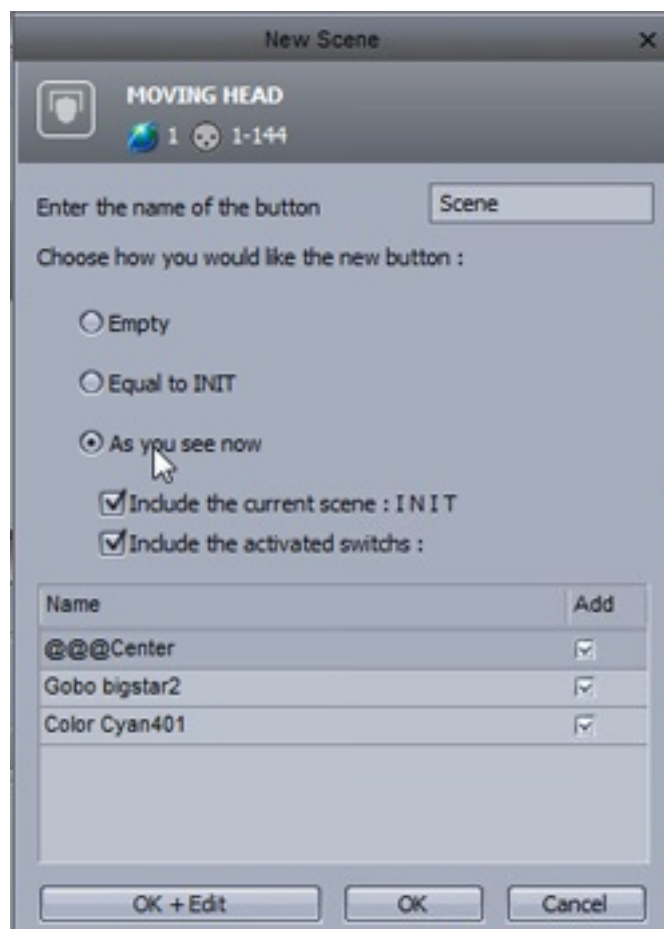 New Scene
MOVING HEAD
1 1-144
Enter the name of the button Scene
Choose how you would like the new button :
Empty
Equal to INIT
As you see now
Include the current scene : I N I T
Include the activated switchs :
Name Add
@@@Center
Gobo bigstar2
Color Cyan401
OK + Edit OK Cancel